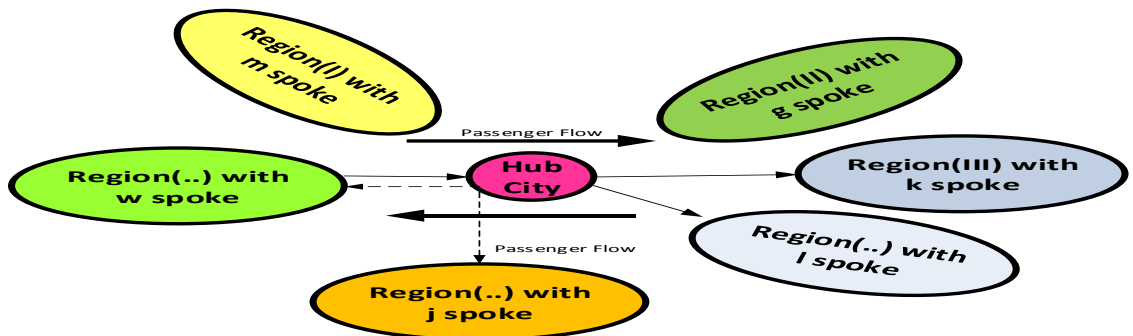 Region(I) with
m spoke
Region(II) with
g spoke
Passenger Flow
Region(..) with
w spoke
Hub
City
Region(III) with
k spoke
Passenger Flow
Region(..) with
l spoke
Region(..) with
j spoke